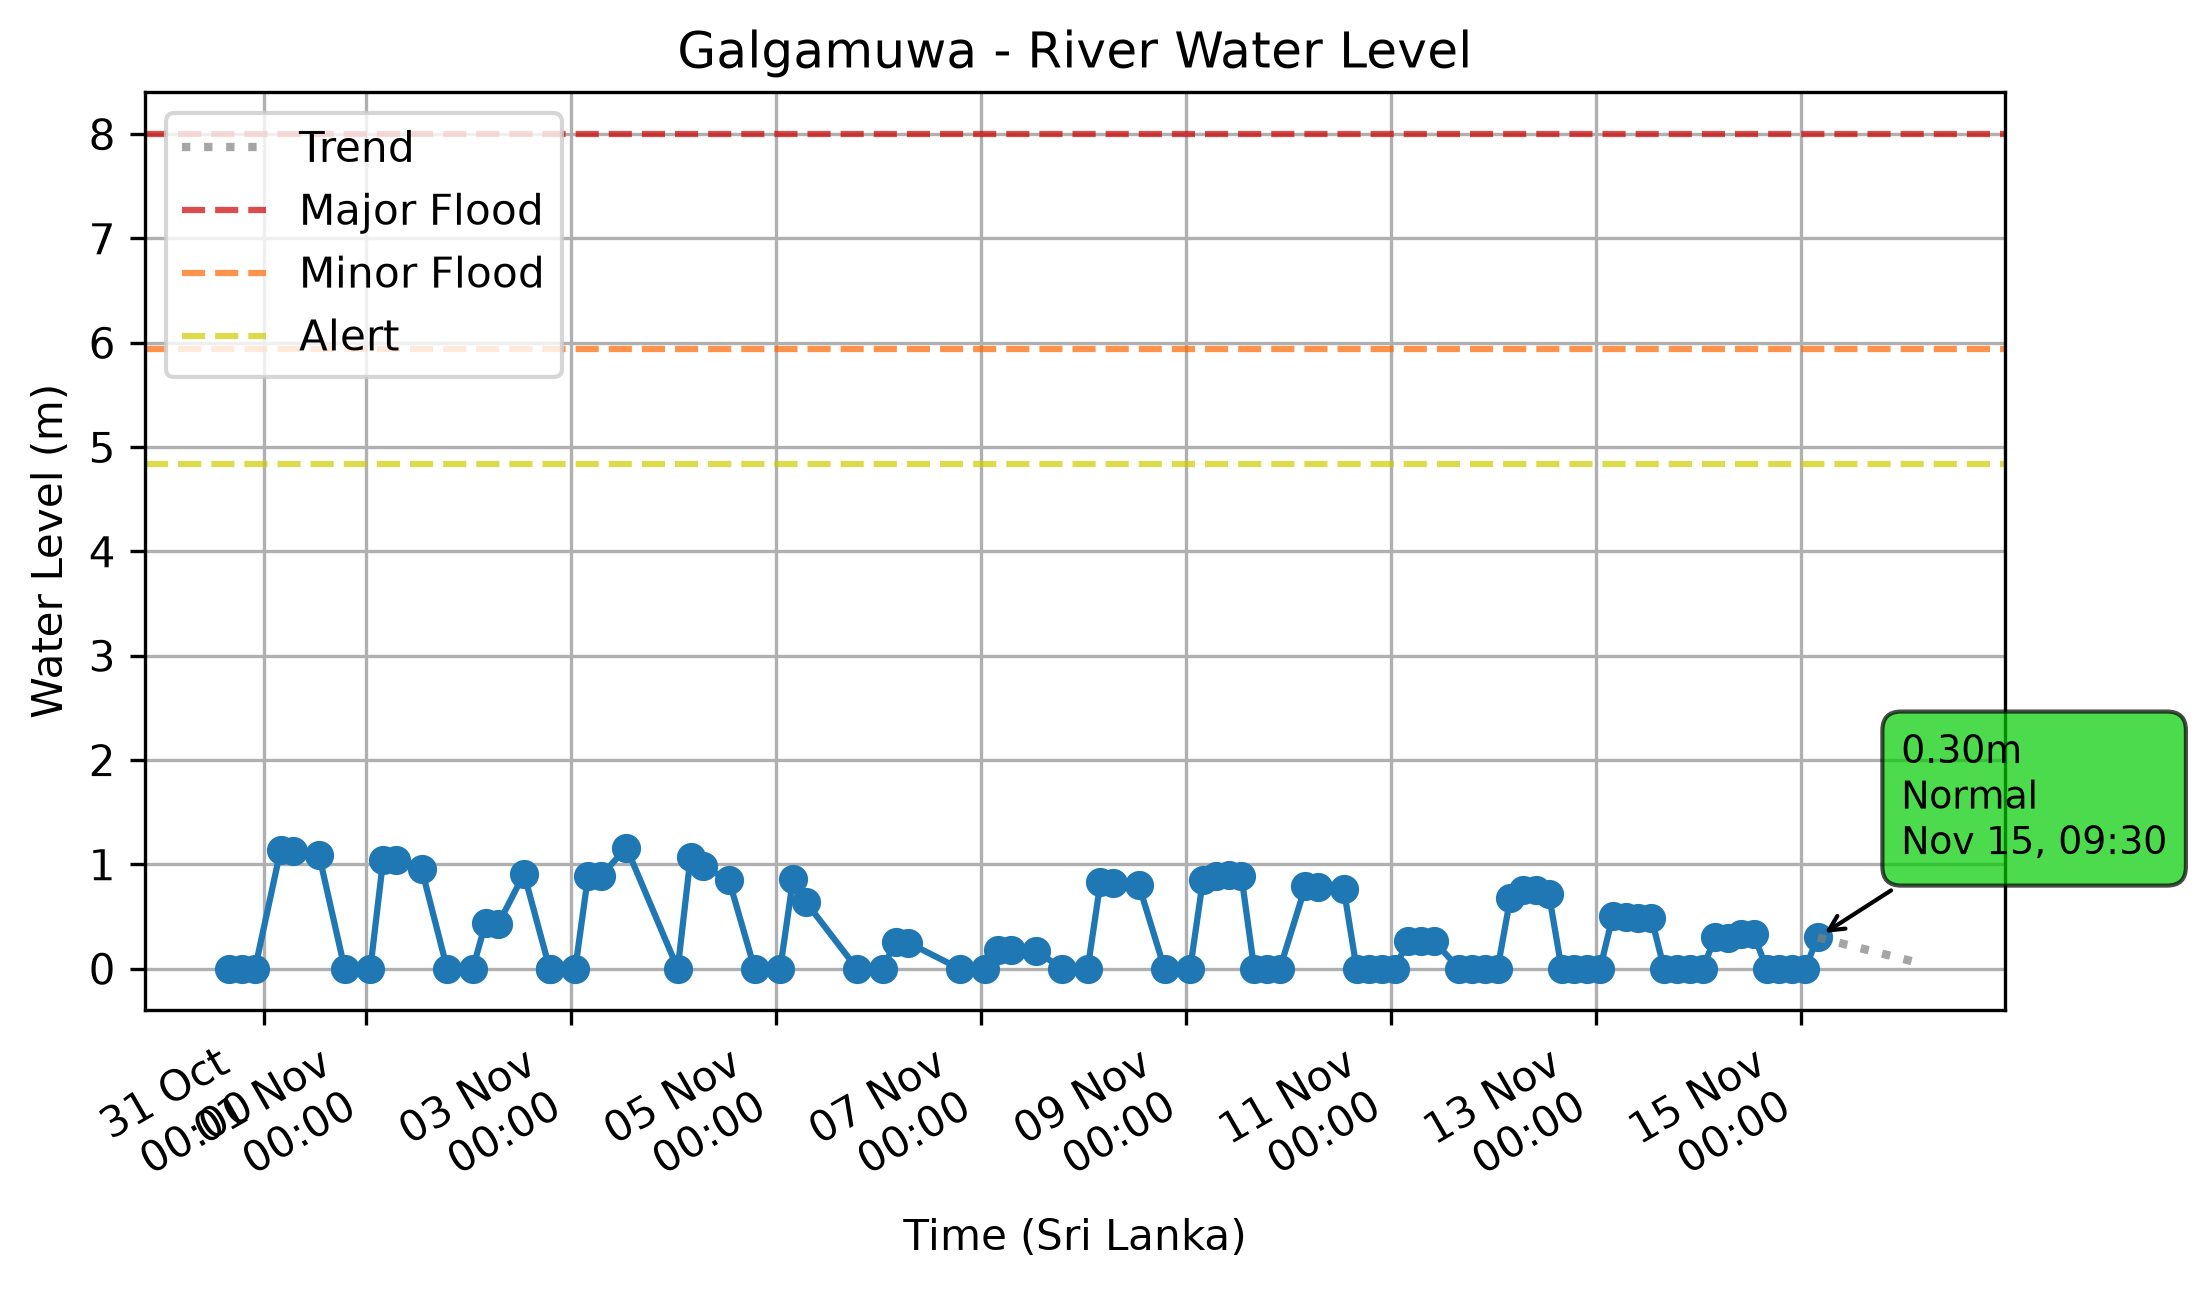 Galgamuwa - River Water Level
Trend
Major Flood
Minor Flood
Alert
Water Level (m)
8
7
6
5
4
3
2
1
0
0.30m
Normal
Nov 15, 09:30
31 Oct
00:00
01 Nov
00:00
03 Nov
00:00
05 Nov
00:00
07 Nov
00:00
09 Nov
00:00
11 Nov
00:00
13 Nov
00:00
15 Nov
00:00
Time (Sri Lanka)